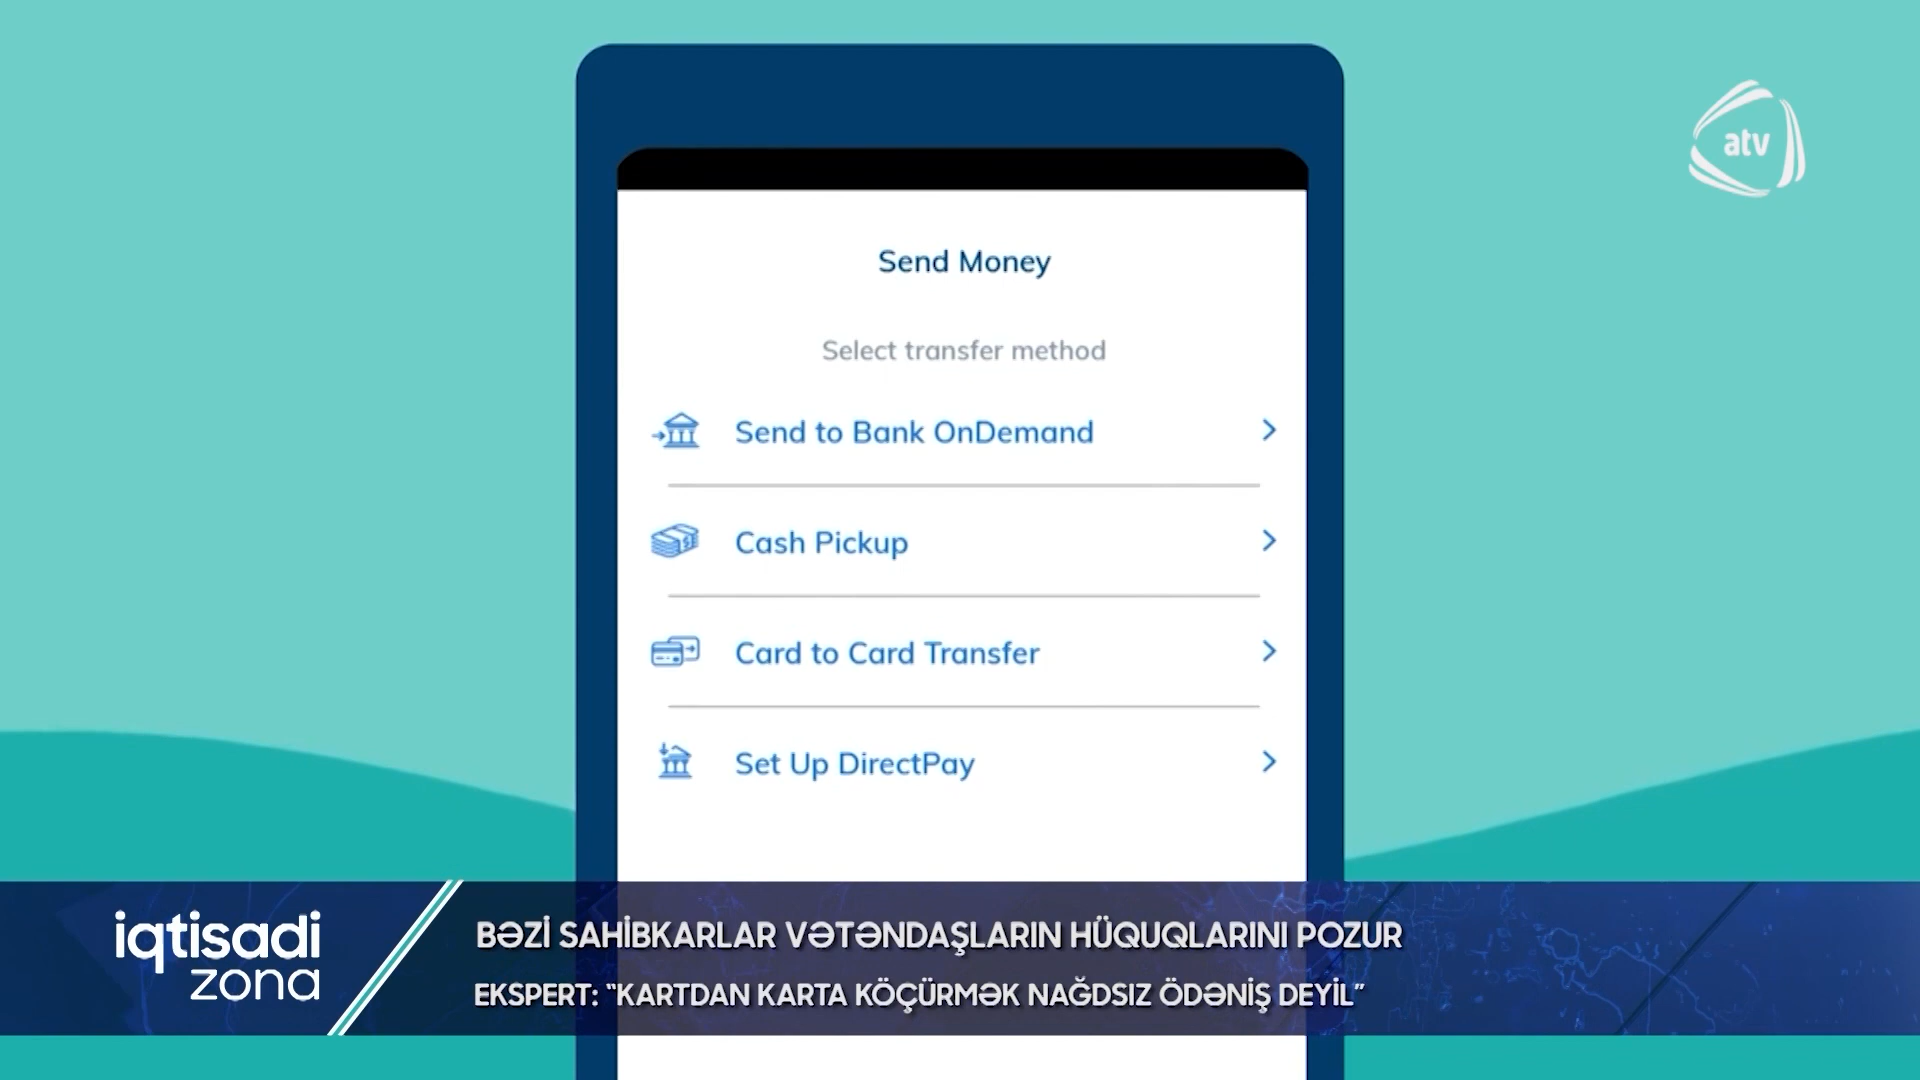 atv
Send Money
Select transfer method
Send to Bank OnDemand
Cash Pickup
Card to Card Transfer
Set Up DirectPay
iqtisadi
zona
BƏZİ SAHİBKARLAR VƏTƏNDAŞLARIN HÜQUQLARINI POZUR
EKSPERT: “KARTDAN KARTA KÖÇÜRMƏK NAĞDSIZ ÖDƏNİŞ DEYİL”